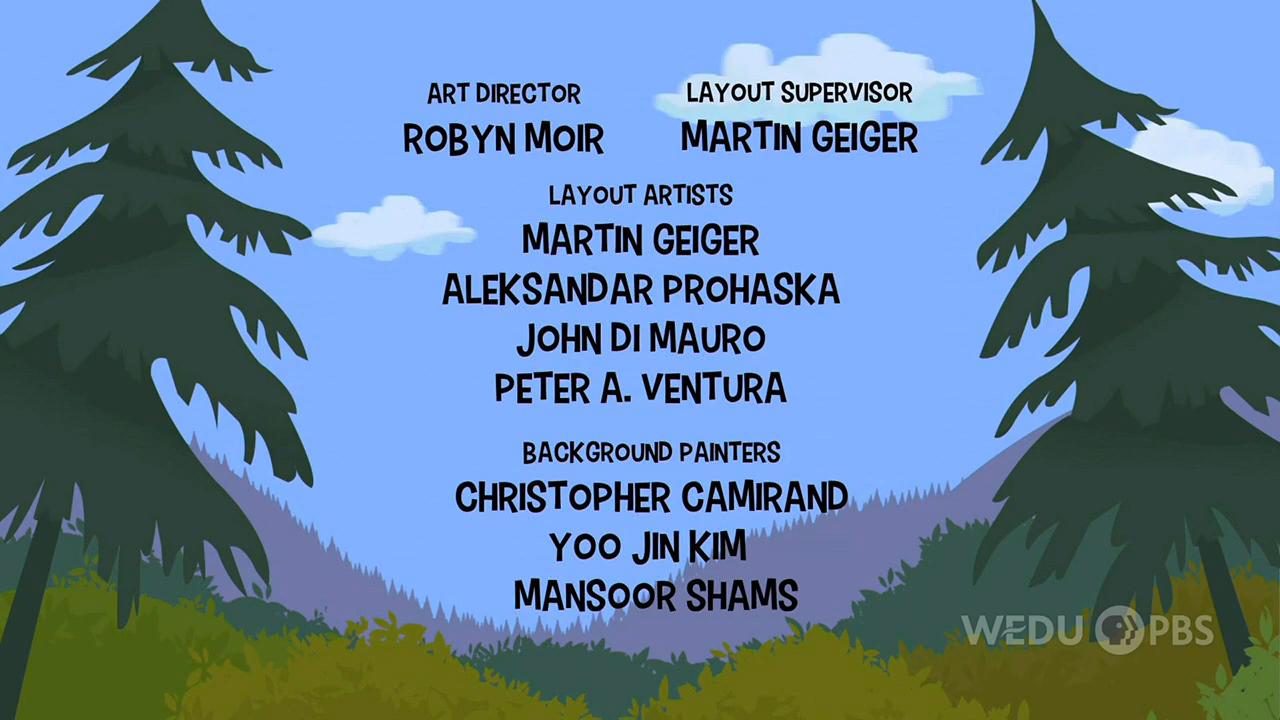 ART DIRECTOR
ROBYN MOIR
LAYOUT SUPERVISOR
MARTIN GEIGER
LAYOUT ARTISTS
MARTIN GEIGER
ALEKSANDAR PROHASKA
JOHN DI MAURO
PETER A. VENTURA
BACKGROUND PAINTERS
CHRISTOPHER CAMIRAND
YOO JIN KIM
MANSOOR SHAMS
WEDU PBS